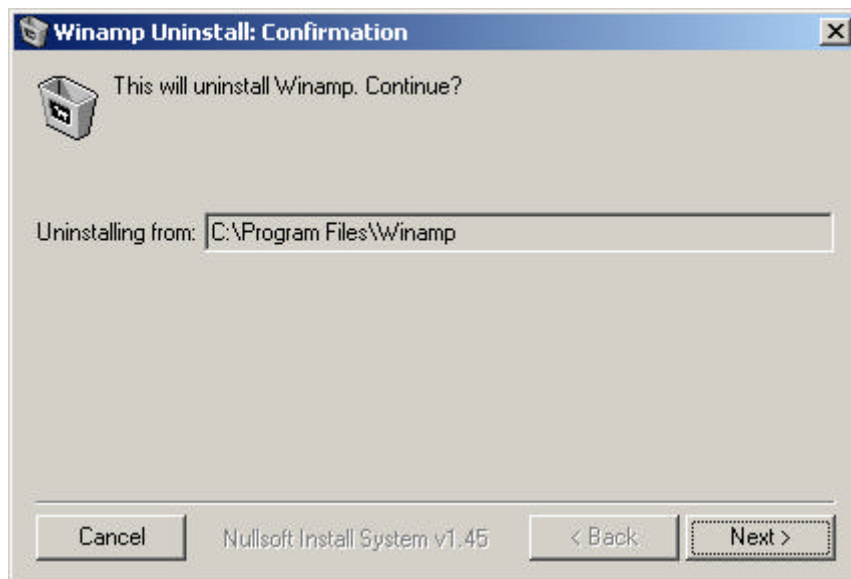 Winamp Uninstall: Confirmation
This will uninstall Winamp. Continue?
Uninstalling from: C:\Program Files\Winamp
Cancel Nullsoft Install System v1.45 < Back Next >